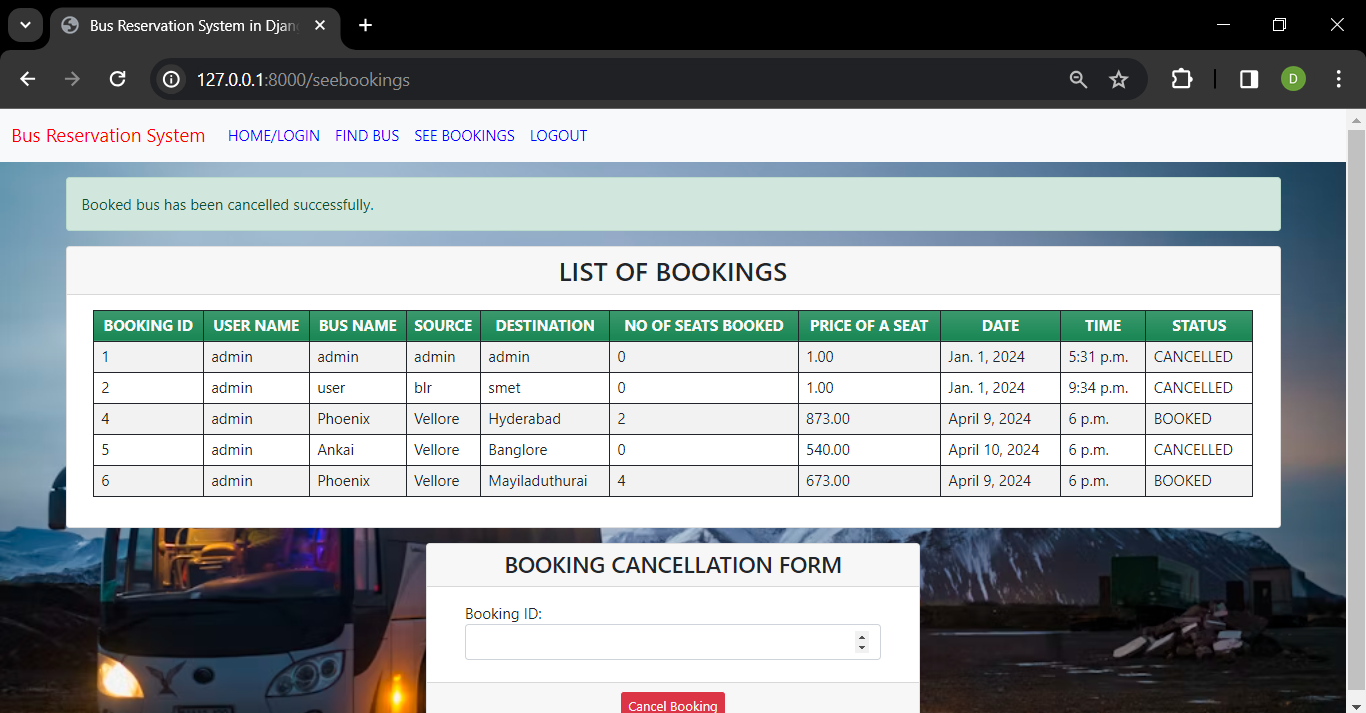 Bus Reservation System in Djan
127.0.0.1:8000/seebookings
D
Bus Reservation System HOME/LOGIN FIND BUS SEE BOOKINGS LOGOUT
Booked bus has been cancelled successfully.
LIST OF BOOKINGS
BOOKING ID USER NAME BUS NAME SOURCE DESTINATION NO OF SEATS BOOKED PRICE OF A SEAT DATE TIME STATUS
1 admin admin admin admin 0 1.00 Jan. 1, 2024 5:31 p.m. CANCELLED
2 admin user blr smet 0 1.00 Jan. 1, 2024 9:34 p.m. CANCELLED
4 admin Phoenix Vellore Hyderabad 2 873.00 April 9, 2024 6 p.m. BOOKED
5 admin Ankai Vellore Banglore 0 540.00 April 10, 2024 6 p.m. CANCELLED
6 admin Phoenix Vellore Mayiladuthurai 4 673.00 April 9, 2024 6 p.m. BOOKED
BOOKING CANCELLATION FORM
Booking ID:
Cancel Booking